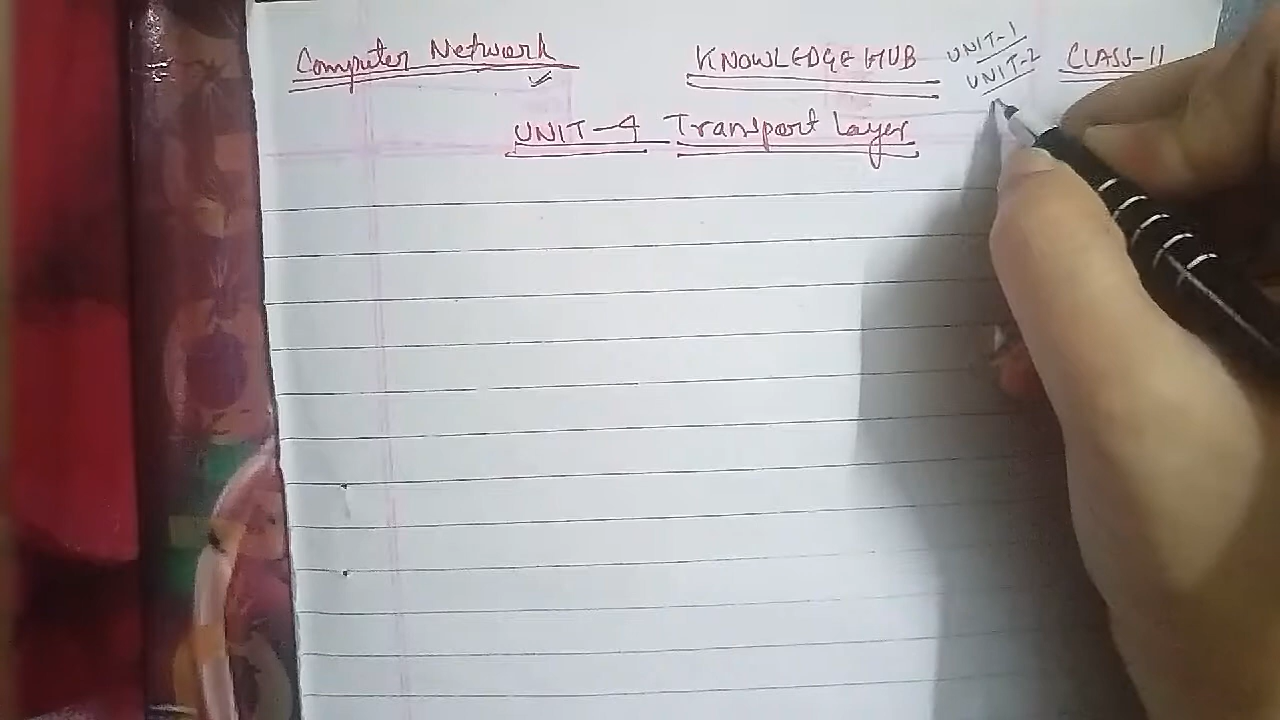 Computer Network KNOWLEDGE HUB UNIT-1 CLASS-11
UNIT-2
UNIT-4 Transport Layer